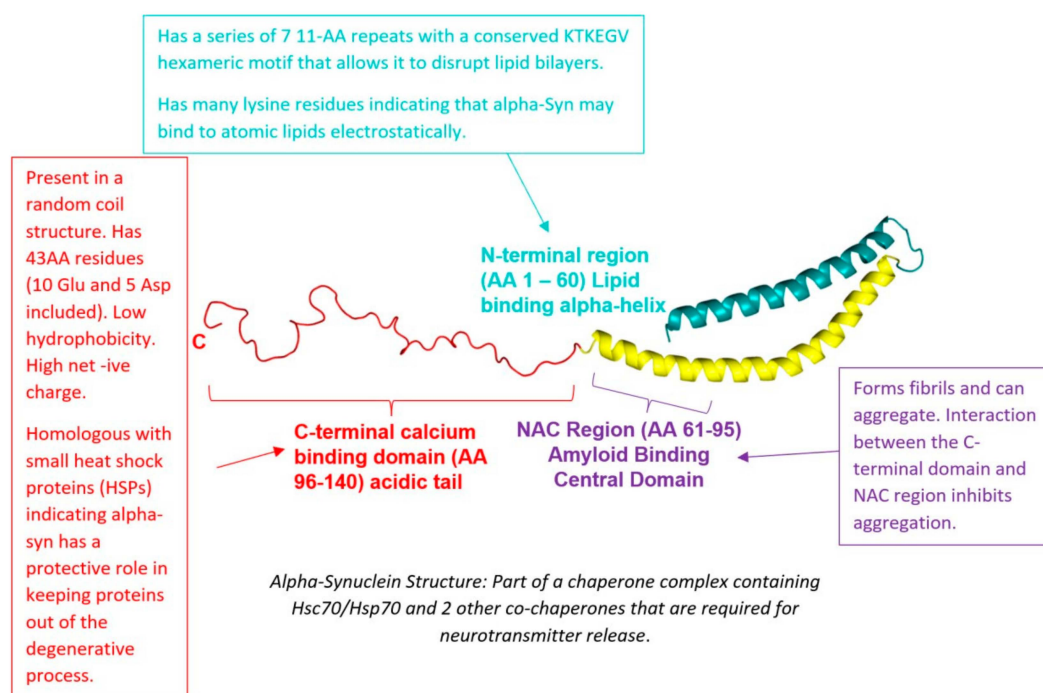 Has a series of 7 11-AA repeats with a conserved KTKEGV
hexameric motif that allows it to disrupt lipid bilayers.
Has many lysine residues indicating that alpha-Syn may
bind to atomic lipids electrostatically.
Present in a
random coil
structure. Has
43AA residues
(10 Glu and 5 Asp
included). Low
hydrophobicity.
High net -ive
charge.
Homologous with
small heat shock
proteins (HSPs)
indicating alpha-
syn has a
protective role in
keeping proteins
out of the
degenerative
process.
N-terminal region
(AA 1 – 60) Lipid
binding alpha-helix
C
C-terminal calcium
binding domain (AA
96-140) acidic tail
NAC Region (AA 61-95)
Amyloid Binding
Central Domain
Forms fibrils and can
aggregate. Interaction
between the C-
terminal domain and
NAC region inhibits
aggregation.
Alpha-Synuclein Structure: Part of a chaperone complex containing
Hsc70/Hsp70 and 2 other co-chaperones that are required for
neurotransmitter release.